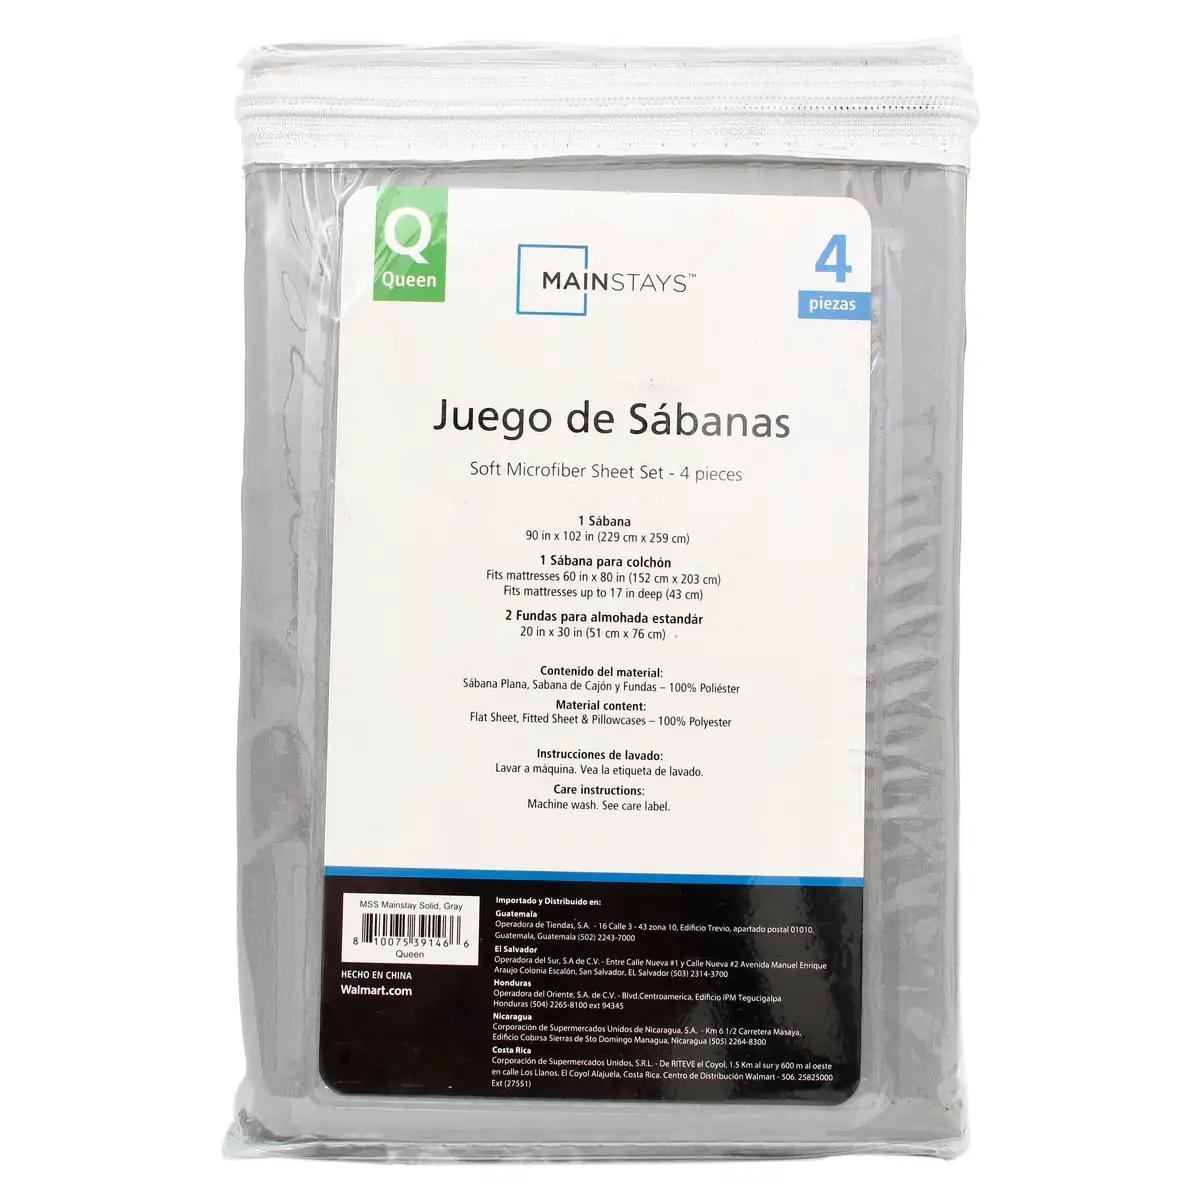 Q
Queen
MAINSTAYS™
4
piezas
Juego de Sábanas
Soft Microfiber Sheet Set - 4 pieces
1 Sábana
90 in x 102 in (229 cm x 259 cm)
1 Sábana para colchón
Fits mattresses 60 in x 80 in (152 cm x 203 cm)
Fits mattresses up to 17 in deep (43 cm)
2 Fundas para almohada estandár
20 in x 30 in (51 cm x 76 cm)
Contenido del material:
Sábana Plana, Sabana de Cajón y Fundas – 100% Poliéster
Material content:
Flat Sheet, Fitted Sheet & Pillowcases – 100% Polyester
Instrucciones de lavado:
Lavar a máquina. Vea la etiqueta de lavado.
Care instructions:
Machine wash. See care label.
MSS Mainstay Solid, Gray
8 10075 39146 6
Queen
HECHO EN CHINA
Walmart.com
Importado y Distribuido en:
Guatemala
Operadora de Tiendas, S.A. - 16 Calle 3 - 43 zona 10, Edificio Trevio, apartado postal 01010.
Guatemala, Guatemala (502) 2243-7000
El Salvador
Operadora del Sur, S.A de C.V. - Entre Calle Nueva #1 y Calle Nueva #2 Avenida Manuel Enrique
Araujo Colonia Escalón, San Salvador, EL Salvador (503) 2314-3700
Honduras
Operadora del Oriente, S.A. de C.V. - Blvd.Centroamerica, Edificio IPM Tegucigalpa
Honduras (504) 2265-8100 ext 94345
Nicaragua
Corporación de Supermercados Unidos de Nicaragua, S.A. - Km 6 1/2 Carretera Masaya,
Edificio Cobirsa Sierras de Sto Domingo Managua, Nicaragua (505) 2264-8300
Costa Rica
Corporación de Supermercados Unidos, S.R.L. - De RITEVE el Coyol, 1.5 Km al sur y 600 m al oeste
en calle Los Llanos. El Coyol Alajuela, Costa Rica. Centro de Distribución Walmart - 506. 25825000
Ext (27551)